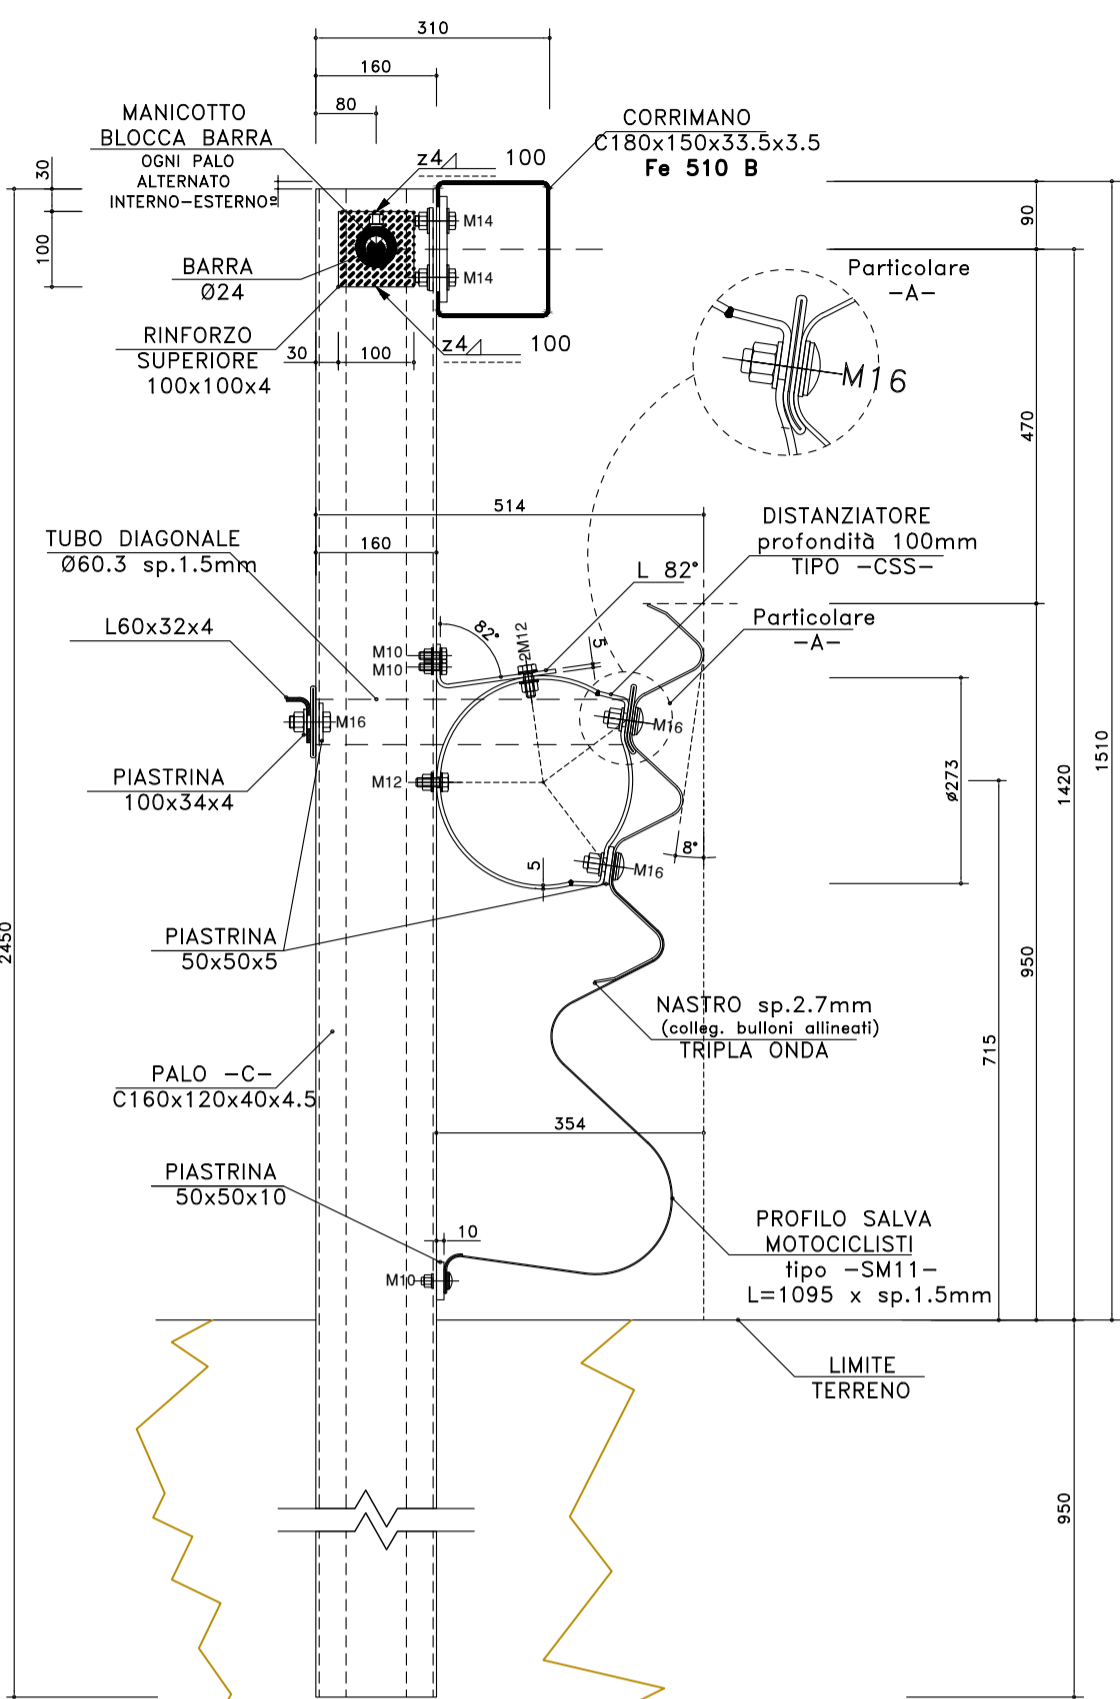 310
160
80
MANICOTTO
BLOCCA BARRA
OGNI PALO
ALTERNATO
INTERNO-ESTERNO
10
30
100
z4
100
CORRIMANO
C180x150x33.5x3.5
Fe 510 B
M14
M14
BARRA
Ø24
RINFORZO
SUPERIORE
100x100x4
30
100
z4
100
90
Particolare
-A-
M16
470
514
160
TUBO DIAGONALE
Ø60.3 sp.1.5mm
DISTANZIATORE
profondità 100mm
TIPO -CSS-
L 82°
L60x32x4
82°
2M12
5
Particolare
-A-
M10
M10
M16
M16
M12
PIASTRINA
100x34x4
ø273
1420
1510
8°
5
M16
2450
PIASTRINA
50x50x5
950
NASTRO sp.2.7mm
(colleg. bulloni allineati)
TRIPLA ONDA
715
PALO -C-
C160x120x40x4.5
354
PIASTRINA
50x50x10
10
M10
PROFILO SALVA
MOTOCICLISTI
tipo -SM11-
L=1095 x sp.1.5mm
LIMITE
TERRENO
950